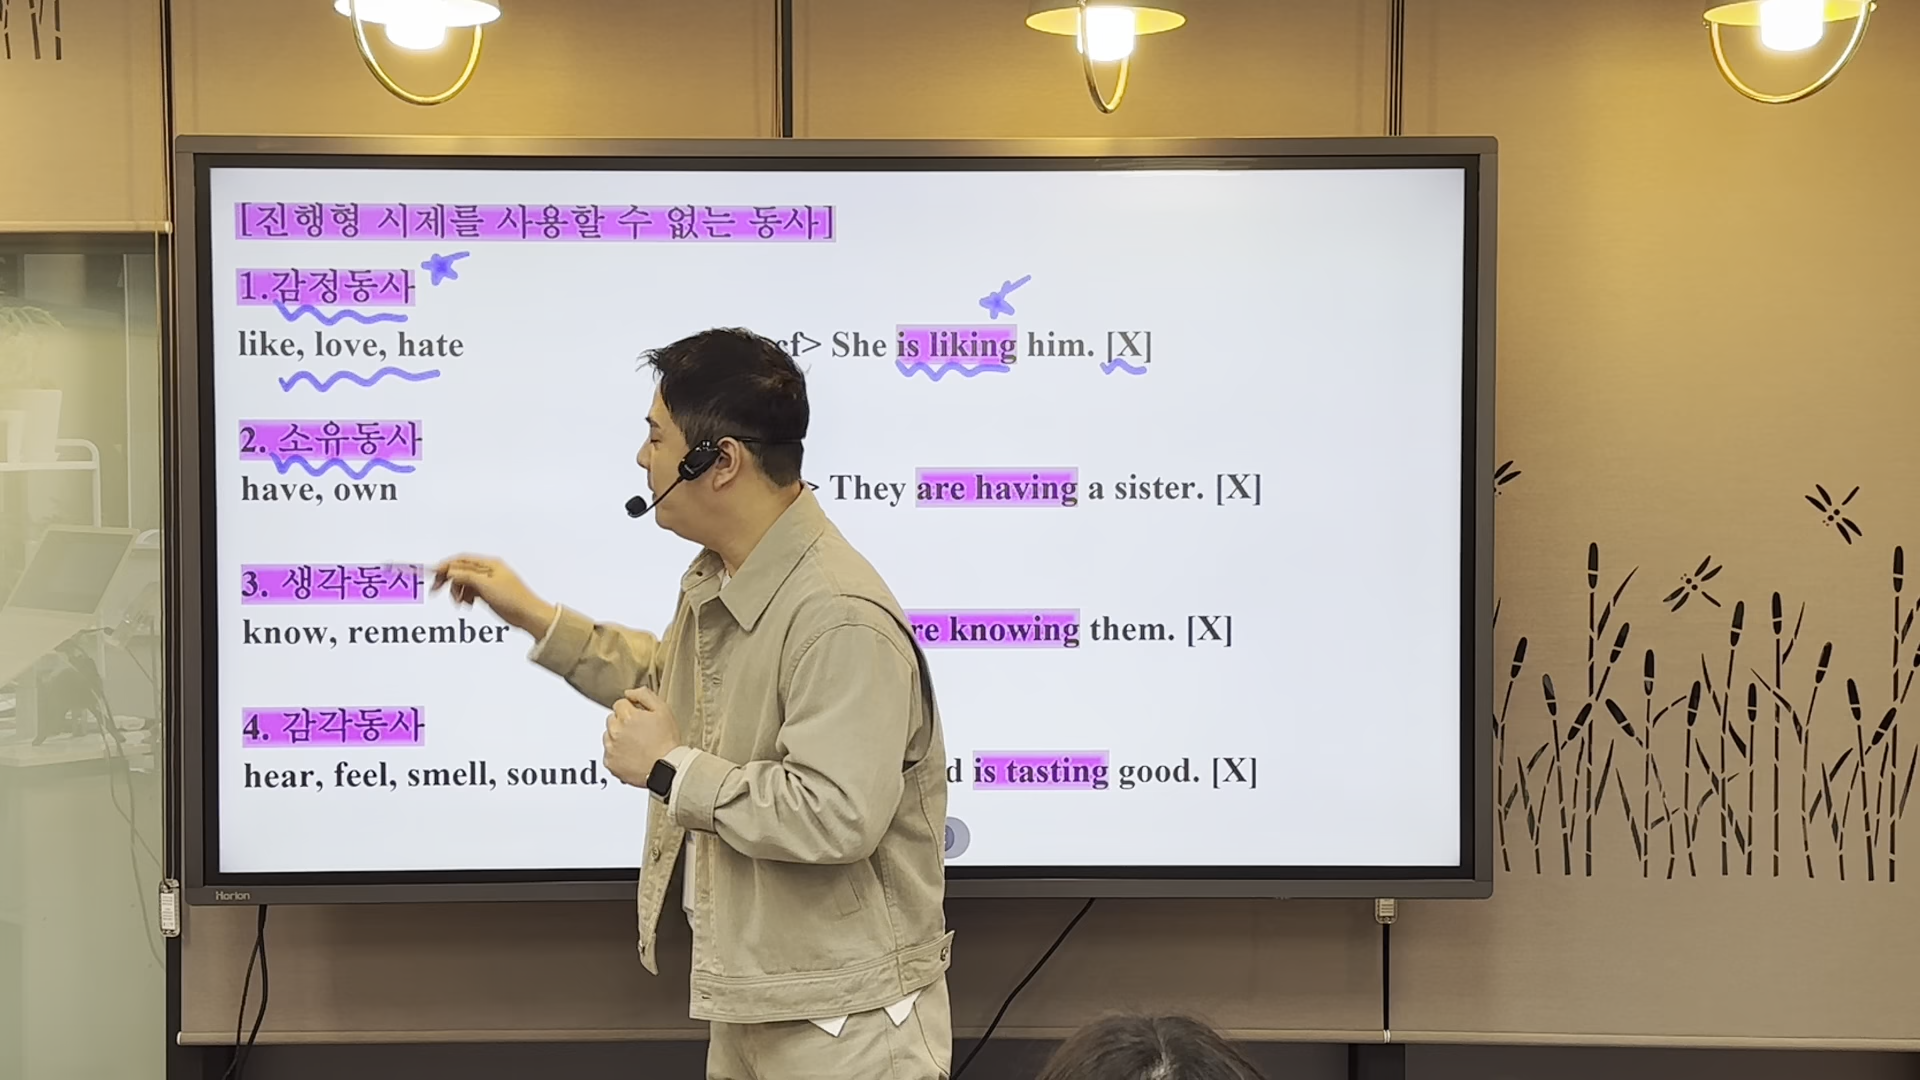 [진행형 시제를 사용할 수 없는 동사]
1.감정동사
like, love, hate
cf> She is liking him. [X]
2. 소유동사
have, own
> They are having a sister. [X]
3. 생각동사
know, remember
knowing them. [X]
4. 감각동사
hear, feel, smell, sound,
is tasting good. [X]
Horion